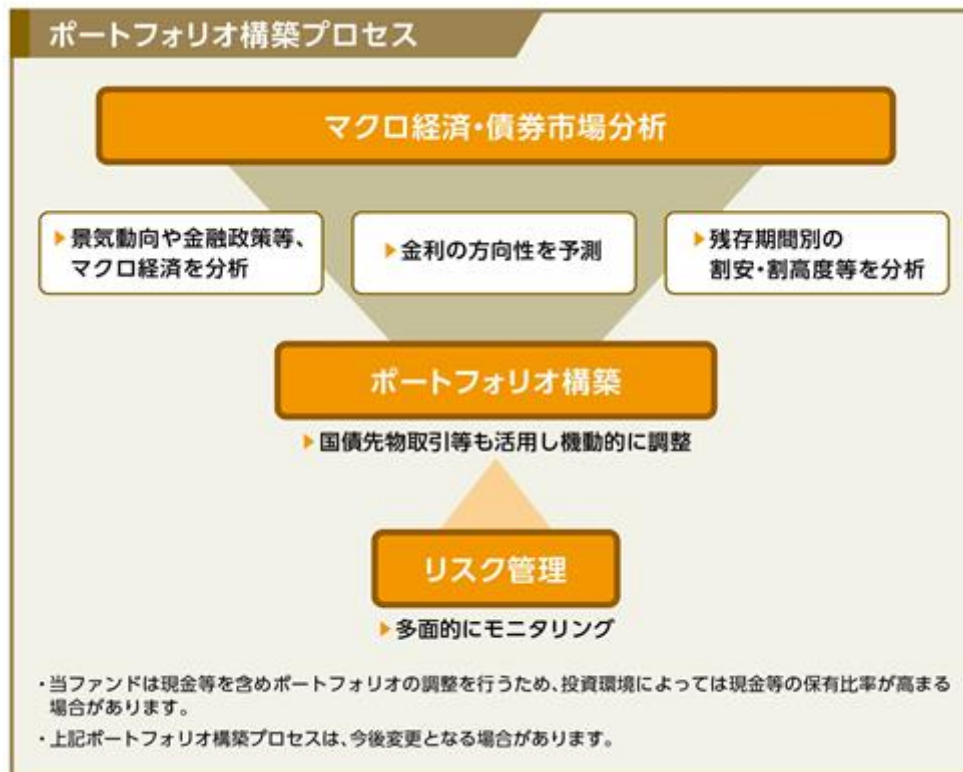 ポートフォリオ構築プロセス
マクロ経済・債券市場分析
▶景気動向や金融政策等、
マクロ経済を分析
▶金利の方向性を予測
▶残存期間別の
割安・割高度等を分析
ポートフォリオ構築
▶国債先物取引等も活用し機動的に調整
リスク管理
▶多面的にモニタリング
・当ファンドは現金等を含めポートフォリオの調整を行うため、投資環境によっては現金等の保有比率が高まる
場合があります。
・上記ポートフォリオ構築プロセスは、今後変更となる場合があります。